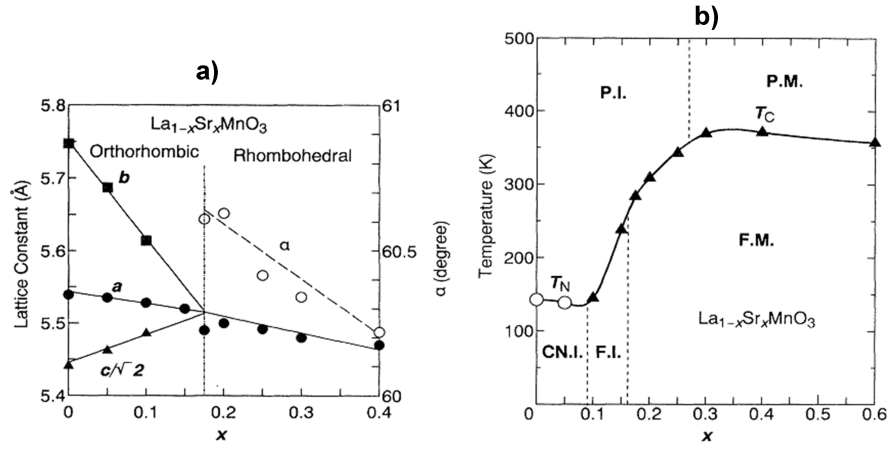 a)
La1−xSrxMnO3
Orthorhombic
Rhombohedral
b
a
c/√2
α
5.8
5.7
5.6
5.5
5.4
61
60.5
60
Lattice Constant (Å)
α (degree)
0
0.1
0.2
0.3
0.4
x
b)
500
400
300
200
100
Temperature (K)
P.I.
P.M.
TC
F.M.
TN
La1−xSrxMnO3
CN.I.
F.I.
0
0.1
0.2
0.3
0.4
0.5
0.6
x